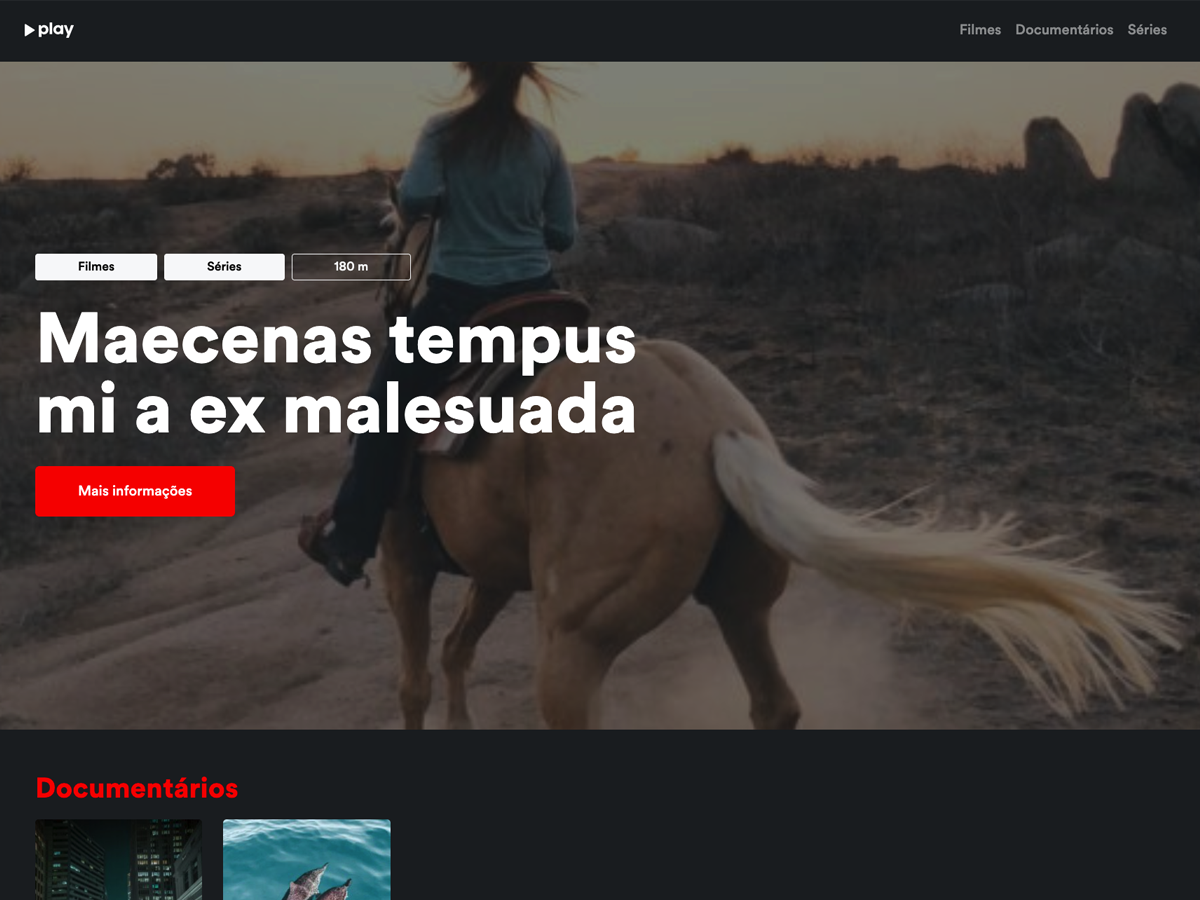 play
Filmes Documentários Séries
Filmes Séries 180 m
Maecenas tempus
mi a ex malesuada
Mais informações
Documentários